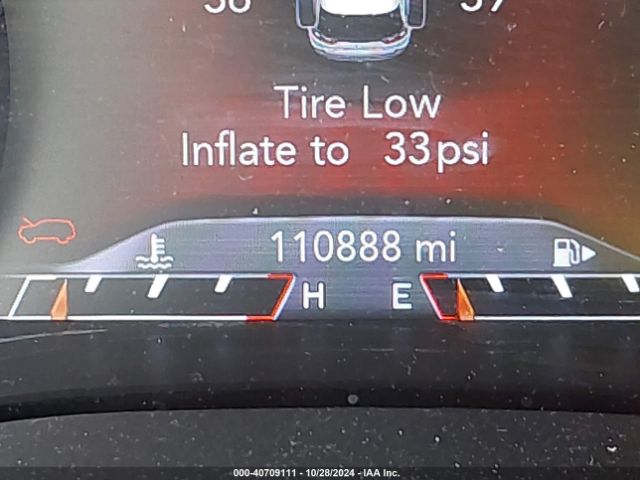 Tire Low
Inflate to 33psi
110888 mi
H E
000-40709111 - 10/28/2024 - IAA Inc.